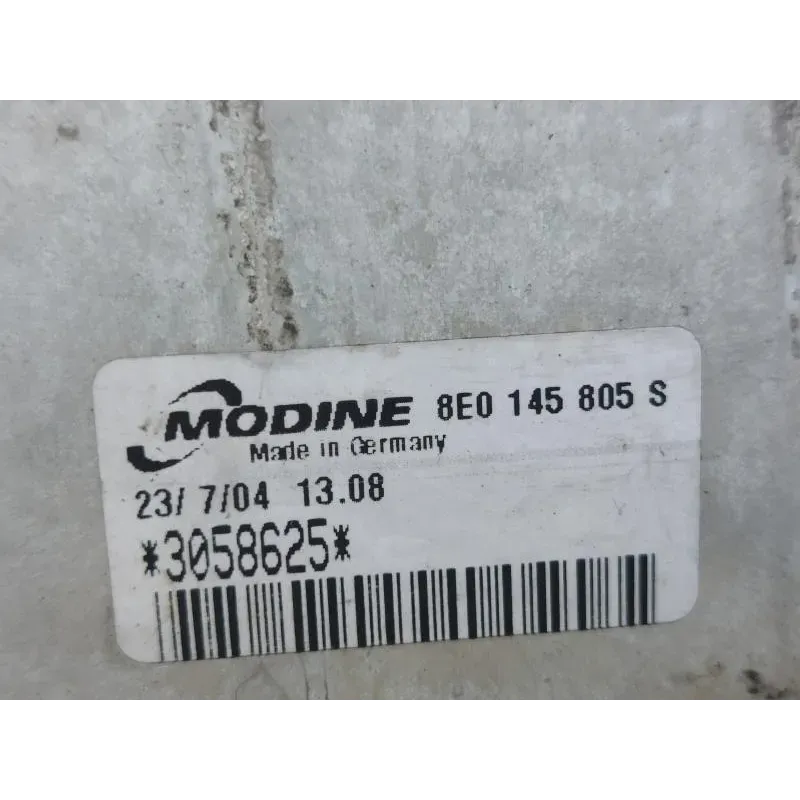 MODINE 8E0 145 805 S
Made in Germany
23/ 7/04 13.08
*3058625*